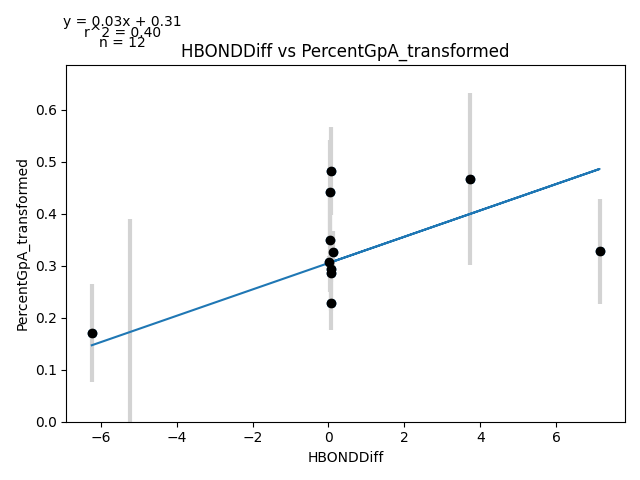 y = 0.03x + 0.31
r^2 = 0.40
n = 12
HBONDDiff vs PercentGpA_transformed
PercentGpA_transformed
0.6
0.5
0.4
0.3
0.2
0.1
0.0
−6
−4
−2
0
2
4
6
HBONDDiff